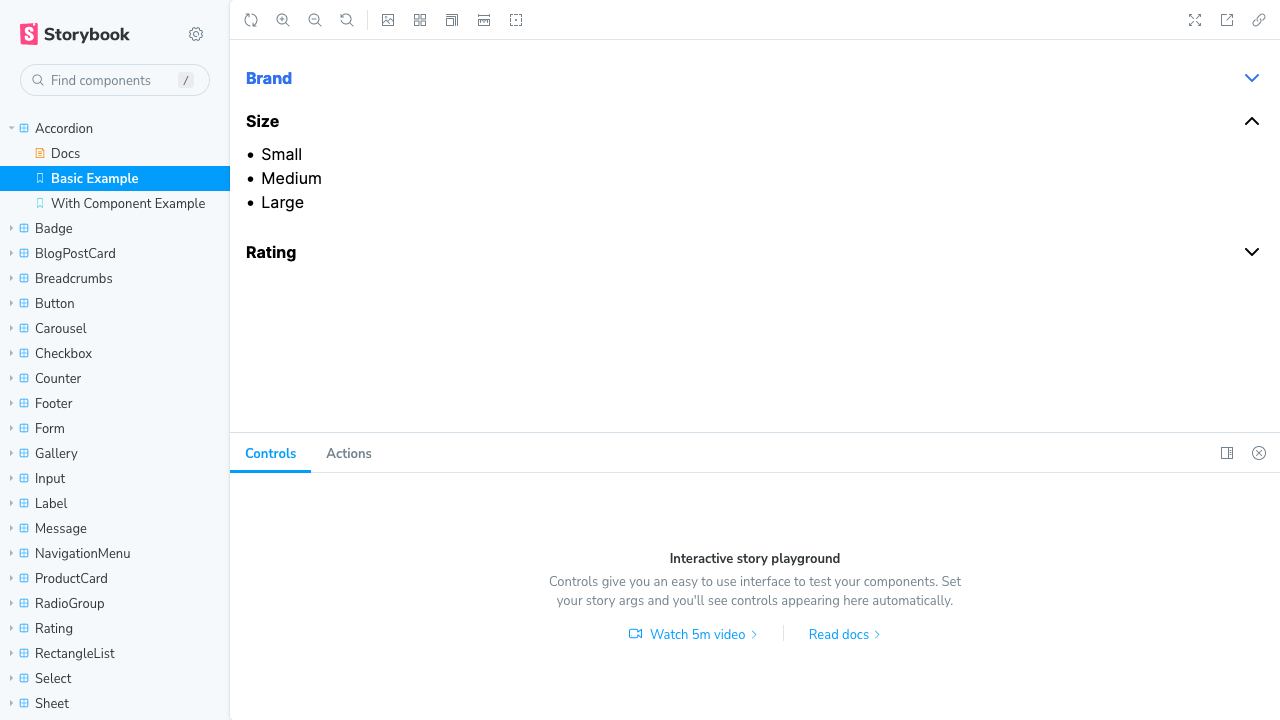 Storybook
Find components /
Accordion
Docs
Basic Example
With Component Example
Badge
BlogPostCard
Breadcrumbs
Button
Carousel
Checkbox
Counter
Footer
Form
Gallery
Input
Label
Message
NavigationMenu
ProductCard
RadioGroup
Rating
RectangleList
Select
Sheet
Brand
Size
• Small
• Medium
• Large
Rating
Controls Actions
Interactive story playground
Controls give you an easy to use interface to test your components. Set
your story args and you'll see controls appearing here automatically.
Watch 5m video Read docs